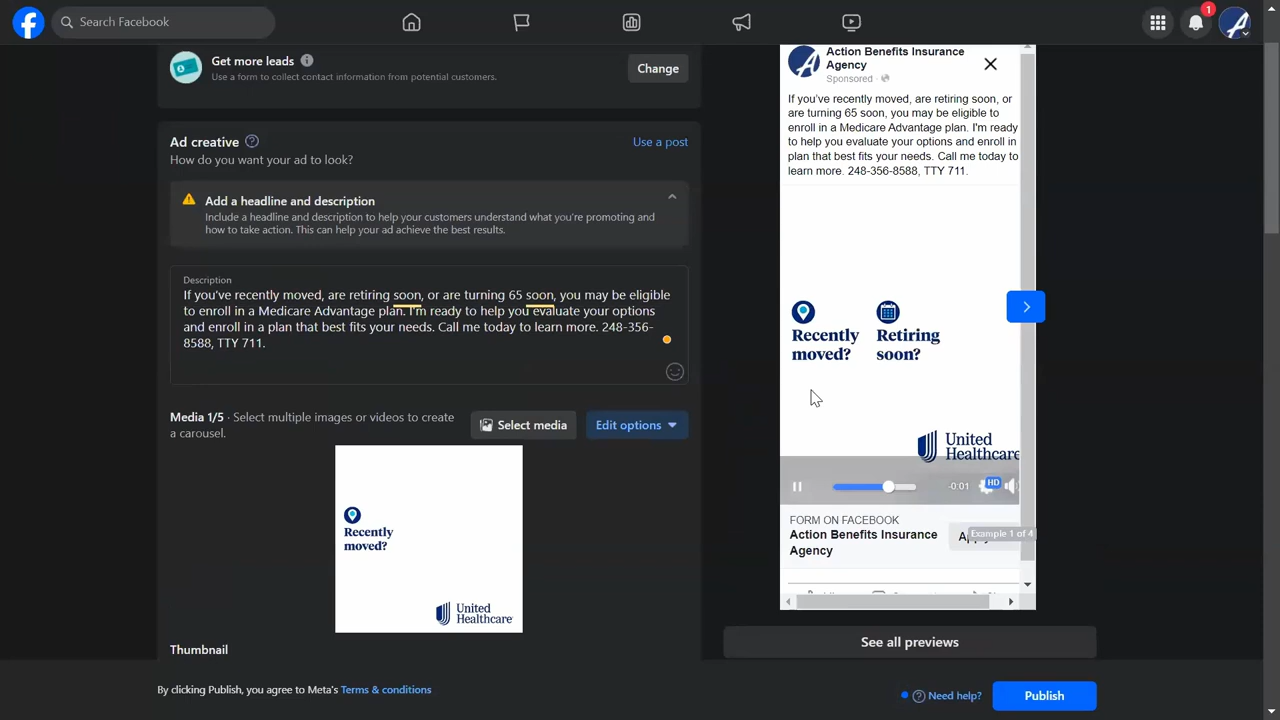 Search Facebook
1
Get more leads
Use a form to collect contact information from potential customers.
Change
Ad creative
Use a post
How do you want your ad to look?
Add a headline and description
Include a headline and description to help your customers understand what you're promoting and
how to take action. This can help your ad achieve the best results.
Description
If you've recently moved, are retiring soon, or are turning 65 soon, you may be eligible
to enroll in a Medicare Advantage plan. I'm ready to help you evaluate your options
and enroll in a plan that best fits your needs. Call me today to learn more. 248-356-
8588, TTY 711.
Media 1/5 · Select multiple images or videos to create
a carousel.
Select media
Edit options
Recently
moved?
United
Healthcare
Thumbnail
Action Benefits Insurance
Agency
Sponsored ·
If you've recently moved, are retiring soon, or
are turning 65 soon, you may be eligible to
enroll in a Medicare Advantage plan. I'm ready
to help you evaluate your options and enroll in
plan that best fits your needs. Call me today to
learn more. 248-356-8588, TTY 711.
Recently
moved?
Retiring
soon?
United
Healthcare
-0:01
HD
FORM ON FACEBOOK
Action Benefits Insurance
Agency
Example 1 of 4
See all previews
By clicking Publish, you agree to Meta's Terms & conditions
Need help?
Publish